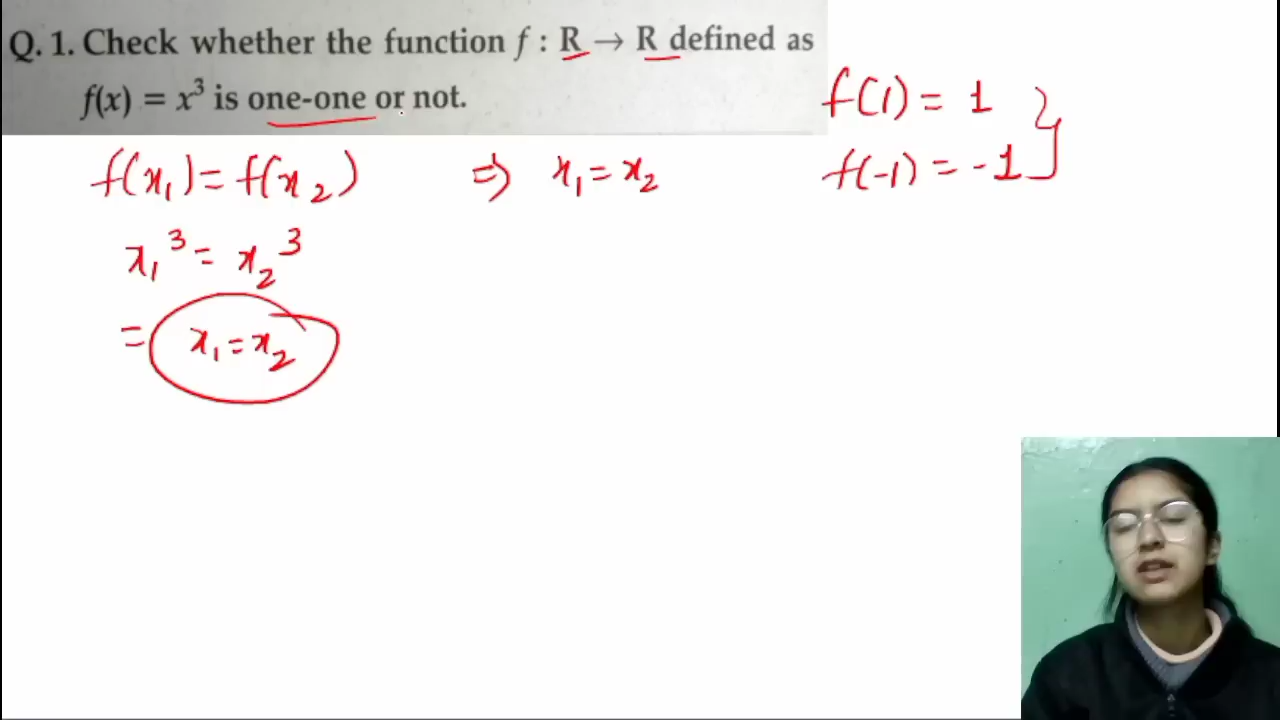 Q. 1. Check whether the function f : R → R defined as
f(x) = x³ is one-one or not.
f(x₁) = f(x₂) ⇒ x₁ = x₂
x₁³ = x₂³
= x₁ = x₂
f(1) = 1
f(-1) = -1